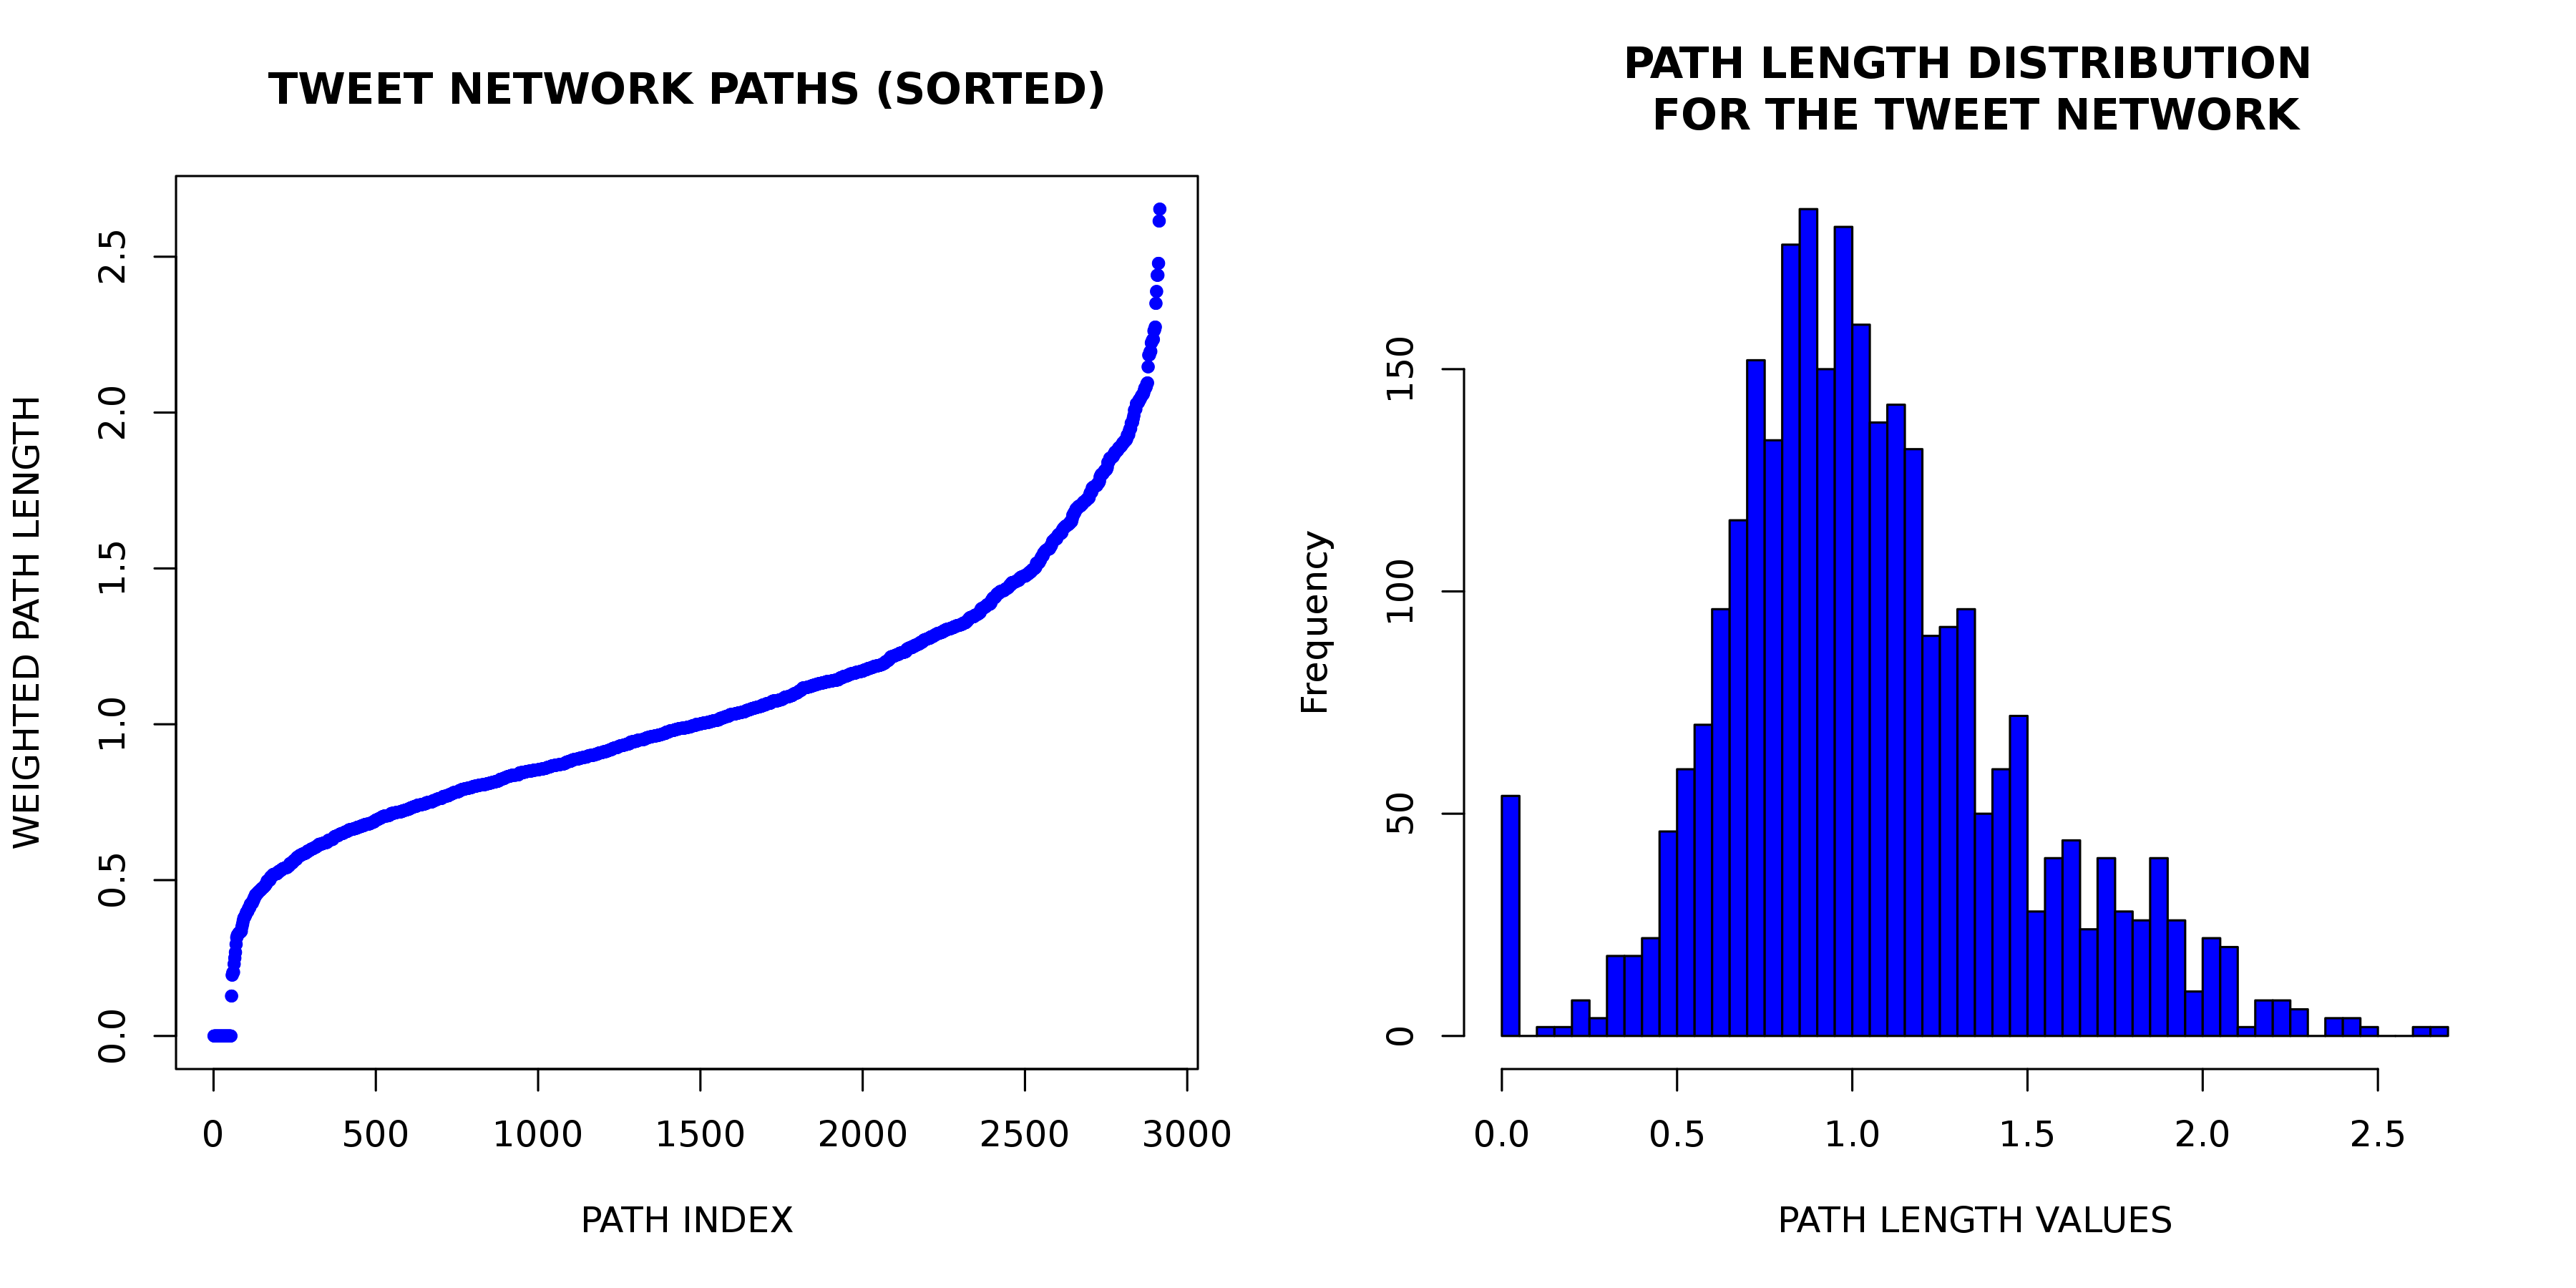 TWEET NETWORK PATHS (SORTED)
WEIGHTED PATH LENGTH
2.5
2.0
1.5
1.0
0.5
0.0
0 500 1000 1500 2000 2500 3000
PATH INDEX
PATH LENGTH DISTRIBUTION
FOR THE TWEET NETWORK
Frequency
150
100
50
0
0.0 0.5 1.0 1.5 2.0 2.5
PATH LENGTH VALUES